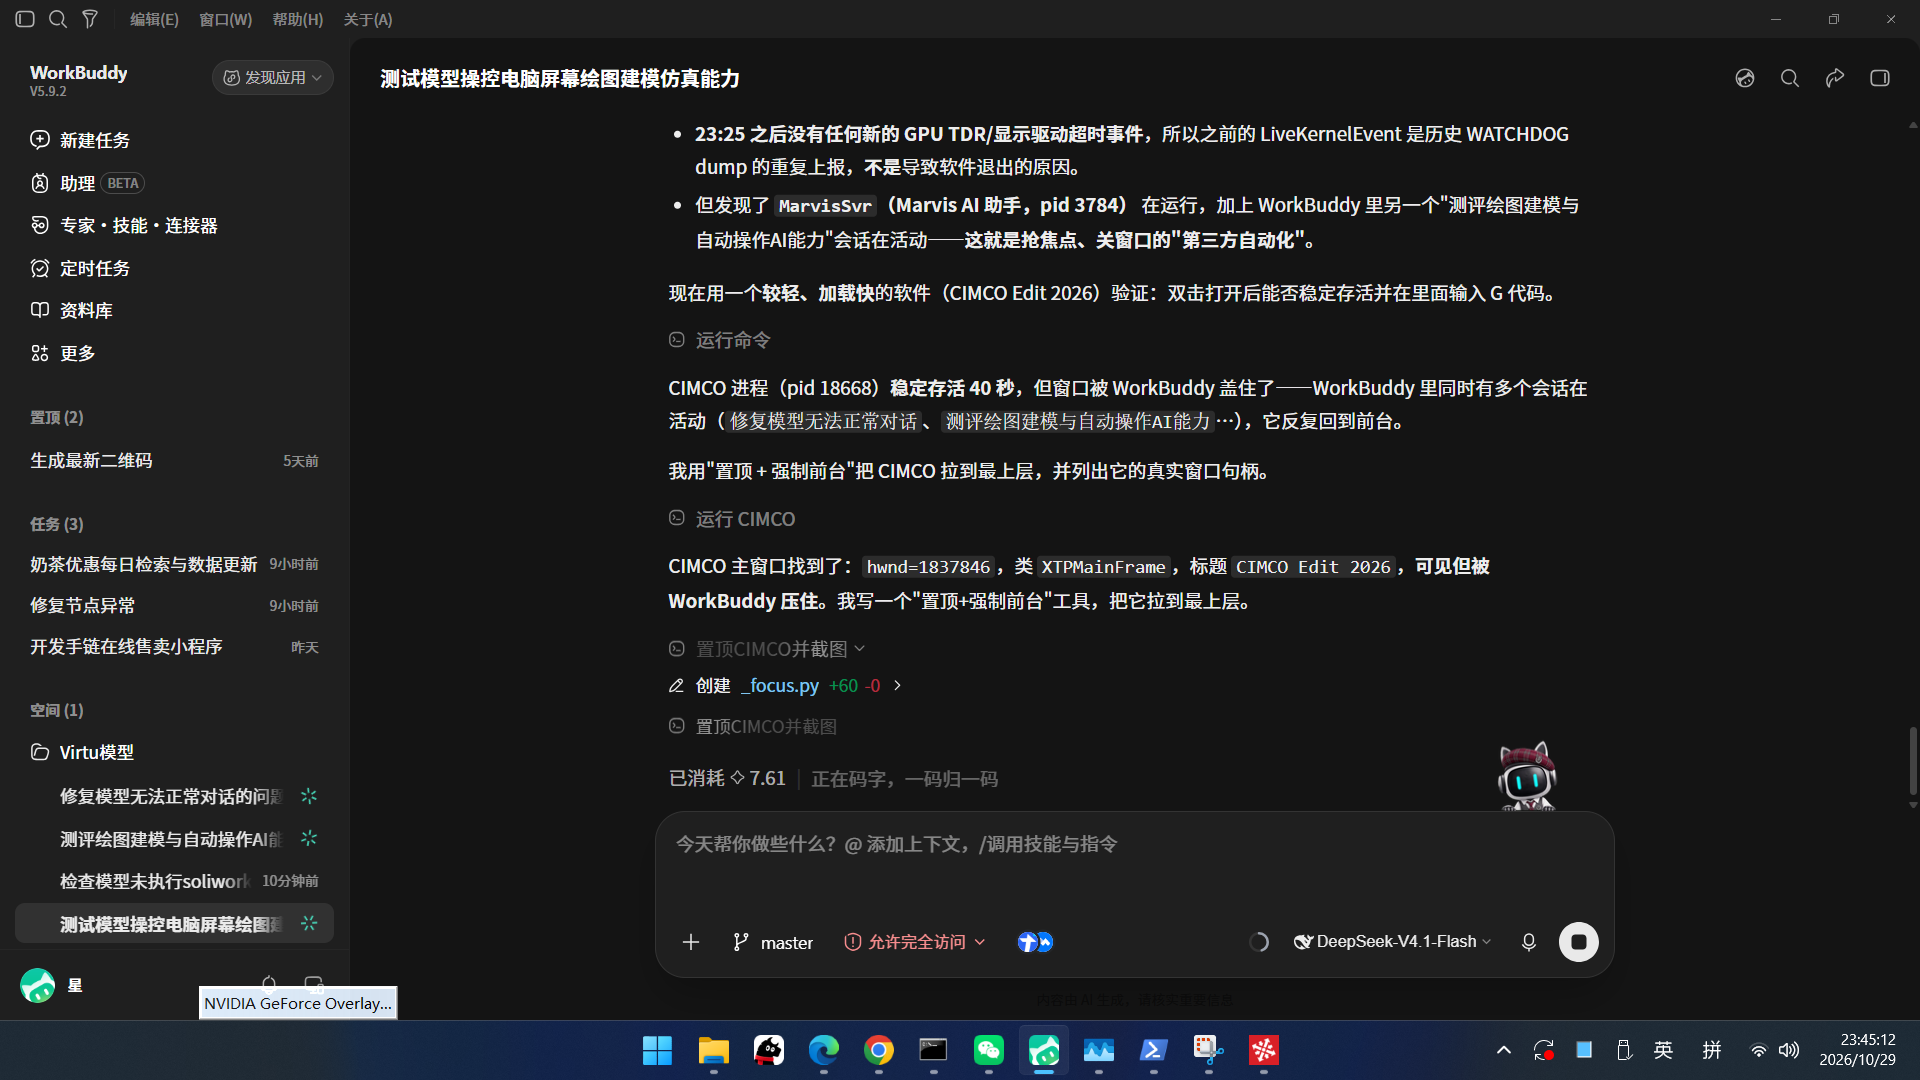 编辑(E) 窗口(W) 帮助(H) 关于(A)
WorkBuddy
V5.9.2
发现应用
新建任务
助理 BETA
专家・技能・连接器
定时任务
资料库
更多
置顶 (2)
生成最新二维码 5天前
任务 (3)
奶茶优惠每日检索与数据更新 9小时前
修复节点异常 9小时前
开发手链在线售卖小程序 昨天
空间 (1)
Virtu模型
修复模型无法正常对话的问题
测评绘图建模与自动操作AI能
检查模型未执行soliwork 10分钟前
测试模型操控电脑屏幕绘图建
星
NVIDIA GeForce Overlay...
测试模型操控电脑屏幕绘图建模仿真能力
• 23:25 之后没有任何新的 GPU TDR/显示驱动超时事件，所以之前的 LiveKernelEvent 是历史 WATCHDOG
dump 的重复上报，不是导致软件退出的原因。
• 但发现了 MarvisSvr（Marvis AI 助手，pid 3784） 在运行，加上 WorkBuddy 里另一个"测评绘图建模与
自动操作AI能力"会话在活动——这就是抢焦点、关窗口的"第三方自动化"。
现在用一个较轻、加载快的软件（CIMCO Edit 2026）验证：双击打开后能否稳定存活并在里面输入 G 代码。
运行命令
CIMCO 进程（pid 18668）稳定存活 40 秒，但窗口被 WorkBuddy 盖住了——WorkBuddy 里同时有多个会话在
活动（修复模型无法正常对话、测评绘图建模与自动操作AI能力…），它反复回到前台。
我用"置顶 + 强制前台"把 CIMCO 拉到最上层，并列出它的真实窗口句柄。
运行 CIMCO
CIMCO 主窗口找到了：hwnd=1837846，类 XTPMainFrame，标题 CIMCO Edit 2026，可见但被
WorkBuddy 压住。我写一个"置顶+强制前台"工具，把它拉到最上层。
置顶CIMCO并截图
创建 _focus.py +60 -0
置顶CIMCO并截图
已消耗 7.61 正在码字，一码归一码
今天帮你做些什么？@ 添加上下文，/调用技能与指令
master 允许完全访问 DeepSeek-V4.1-Flash
英 拼
23:45:12
2026/10/29